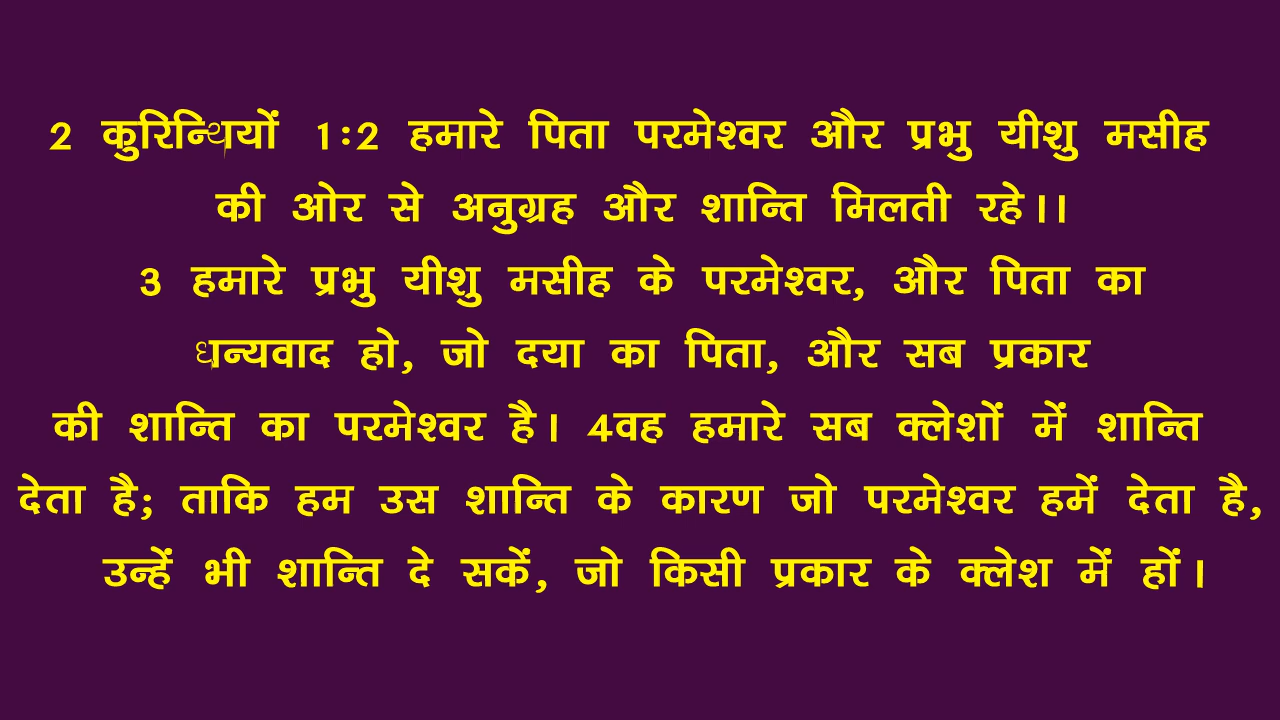 2 कुरिन्थियों 1:2 हमारे पिता परमेश्वर और प्रभु यीशु मसीह
की ओर से अनुग्रह और शान्ति मिलती रहे।।
3 हमारे प्रभु यीशु मसीह के परमेश्वर, और पिता का
धन्यवाद हो, जो दया का पिता, और सब प्रकार
की शान्ति का परमेश्वर है। 4वह हमारे सब क्लेशों में शान्ति
देता है; ताकि हम उस शान्ति के कारण जो परमेश्वर हमें देता है,
उन्हें भी शान्ति दे सकें, जो किसी प्रकार के क्लेश में हों।